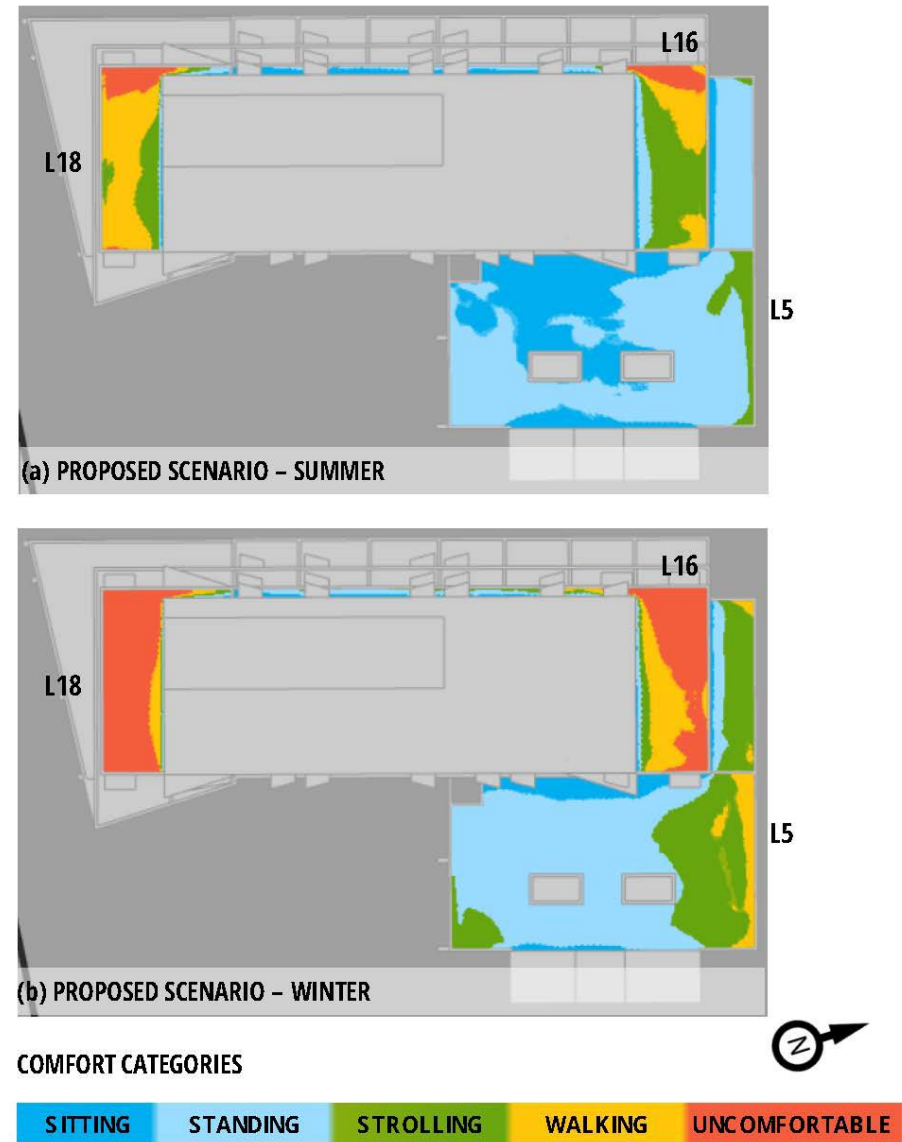 L16
L18
L5
(a) PROPOSED SCENARIO – SUMMER
L16
L18
L5
(b) PROPOSED SCENARIO – WINTER
N
COMFORT CATEGORIES
SITTING STANDING STROLLING WALKING UNCOMFORTABLE